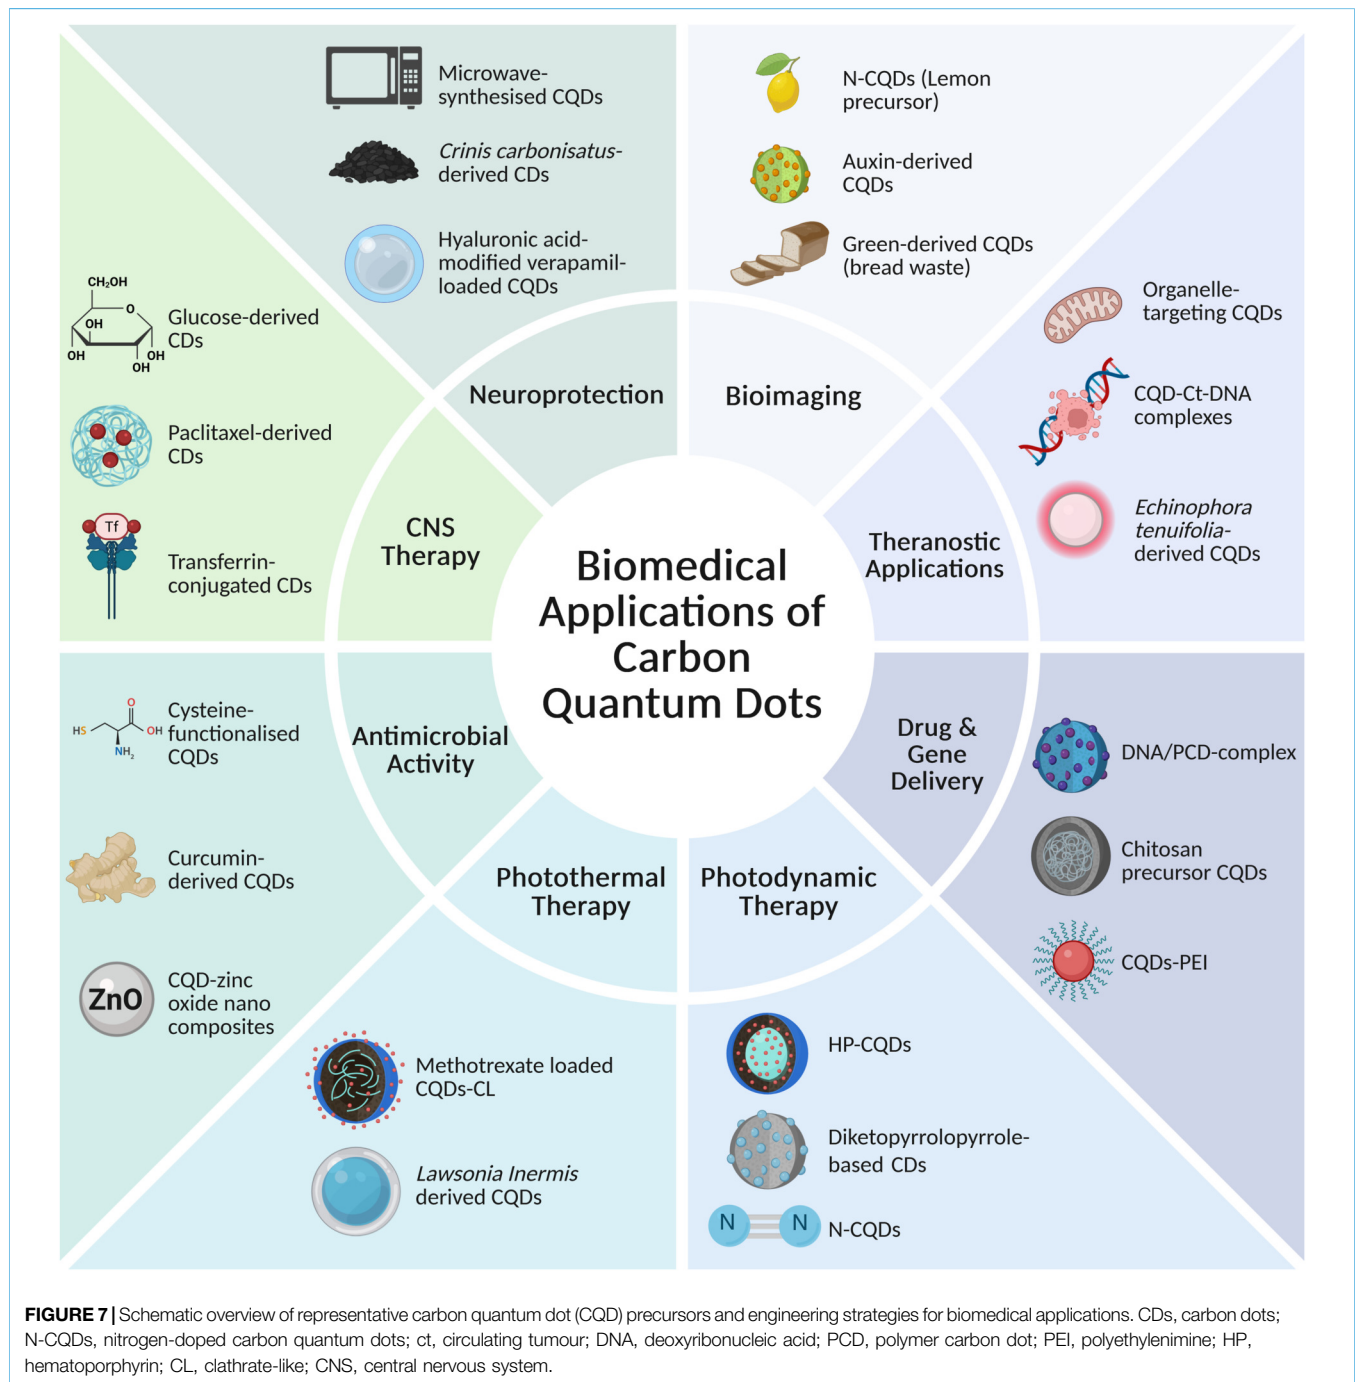 Microwave-
synthesised CQDs
Crinis carbonisatus-
derived CDs
Hyaluronic acid-
modified verapamil-
loaded CQDs
Neuroprotection
N-CQDs (Lemon
precursor)
Auxin-derived
CQDs
Green-derived CQDs
(bread waste)
Bioimaging
Organelle-
targeting CQDs
CQD-Ct-DNA
complexes
Echinophora
tenuifolia-
derived CQDs
Theranostic
Applications
CH₂OH
O
OH
OH
OH
OH
Glucose-derived
CDs
Paclitaxel-derived
CDs
Tf
Transferrin-
conjugated CDs
CNS
Therapy
Biomedical
Applications of
Carbon
Quantum Dots
Drug &
Gene
Delivery
DNA/PCD-complex
Chitosan
precursor CQDs
CQDs-PEI
Antimicrobial
Activity
O
HS
OH
NH₂
Cysteine-
functionalised
CQDs
Curcumin-
derived CQDs
ZnO
CQD-zinc
oxide nano
composites
Photothermal
Therapy
Methotrexate loaded
CQDs-CL
Lawsonia Inermis
derived CQDs
Photodynamic
Therapy
HP-CQDs
Diketopyrrolopyrrole-
based CDs
N
N
N-CQDs
FIGURE 7 | Schematic overview of representative carbon quantum dot (CQD) precursors and engineering strategies for biomedical applications. CDs, carbon dots;
N-CQDs, nitrogen-doped carbon quantum dots; ct, circulating tumour; DNA, deoxyribonucleic acid; PCD, polymer carbon dot; PEI, polyethylenimine; HP,
hematoporphyrin; CL, clathrate-like; CNS, central nervous system.